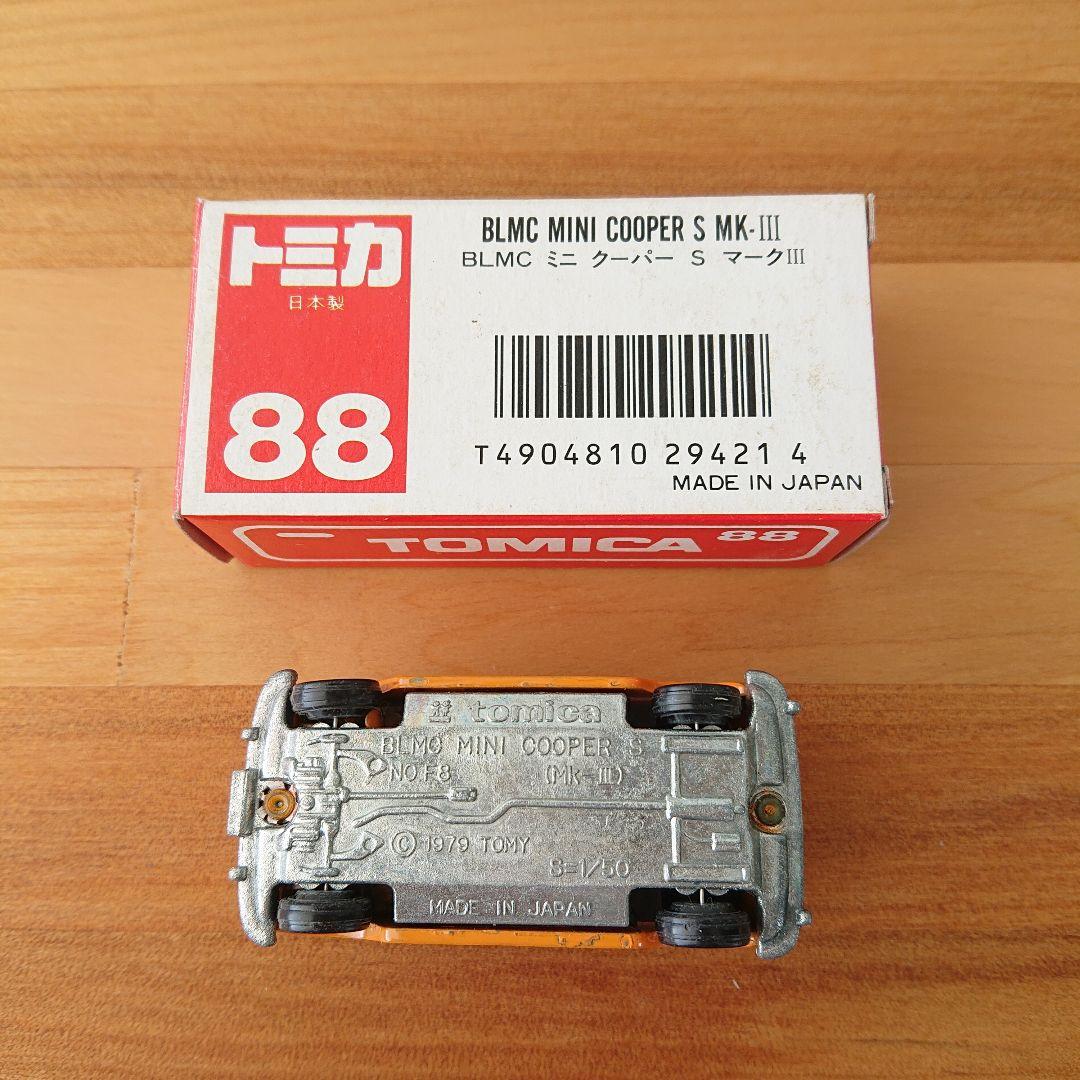 トミカ
日本製
88
BLMC MINI COOPER S MK-III
BLMC ミニ クーパー S マークIII
T4904810 29421 4
MADE IN JAPAN
TOMICA 88
tomica
BLMC MINI COOPER S
NO.F8 (MK-III)
© 1979 TOMY
S=1/50
MADE IN JAPAN